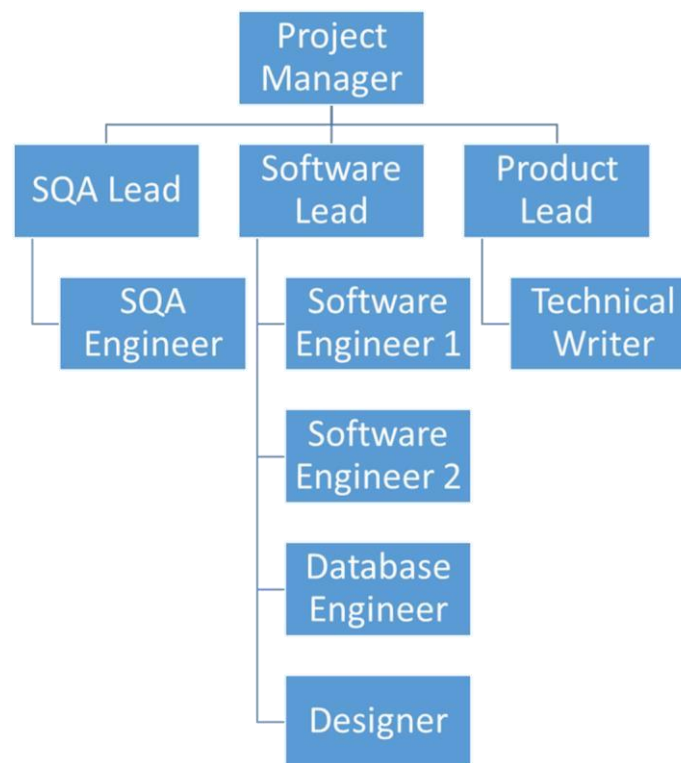 Project
Manager
SQA Lead
Software
Lead
Product
Lead
SQA
Engineer
Software
Engineer 1
Technical
Writer
Software
Engineer 2
Database
Engineer
Designer